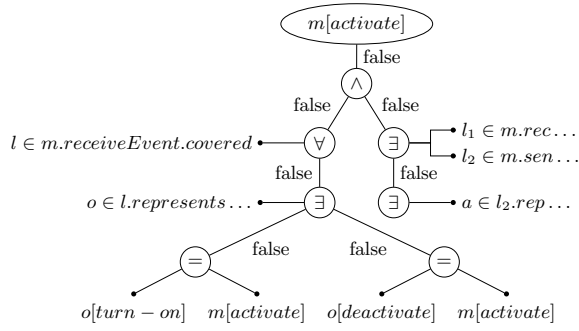 m[activate]
false
∧
false false
l ∈ m.receiveEvent.covered ∀ ∃ l₁ ∈ m.rec . . .
l₂ ∈ m.sen . . .
false false
o ∈ l.represents . . . ∃ ∃ a ∈ l₂.rep . . .
false false
= =
o[turn − on] m[activate] o[deactivate] m[activate]